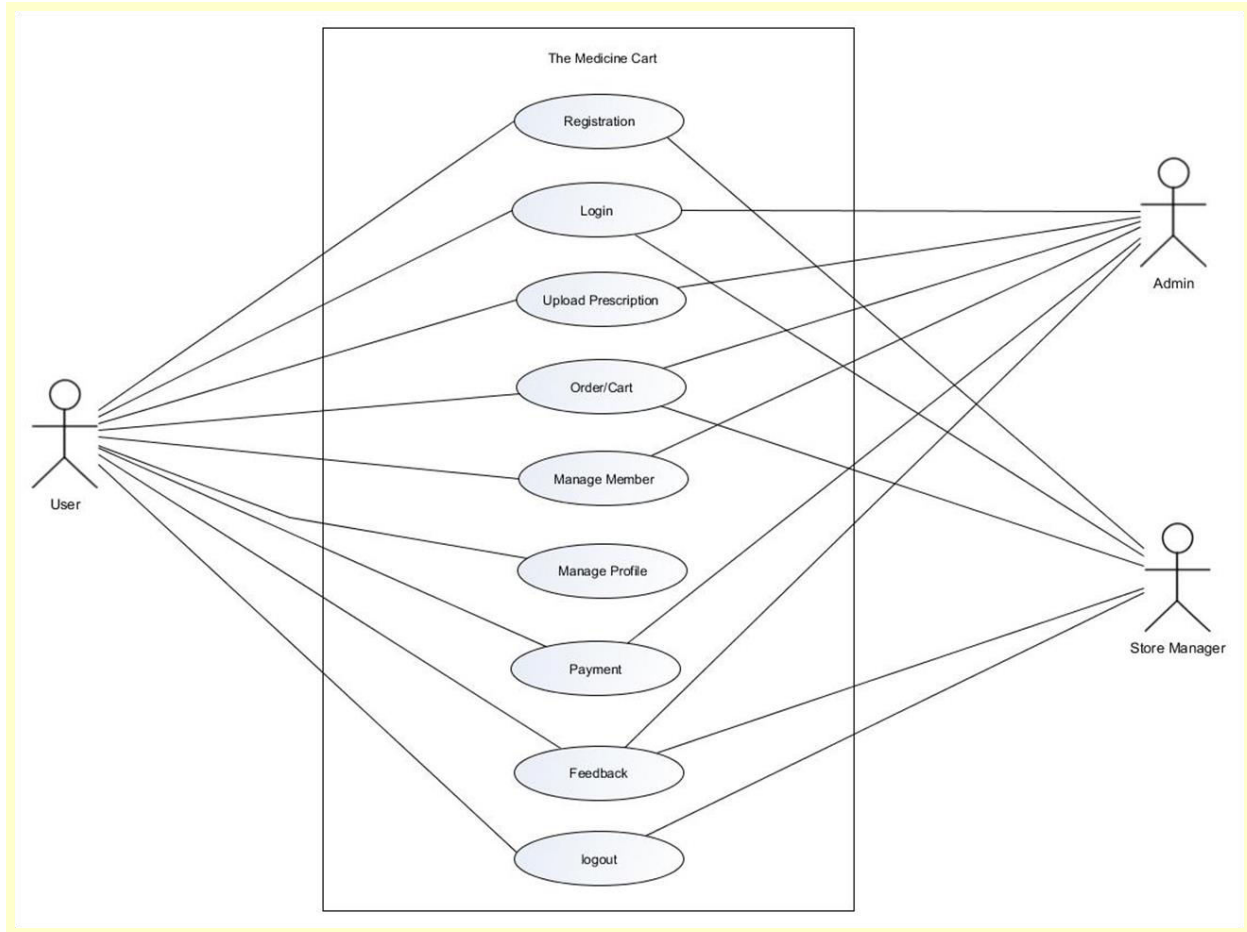 The Medicine Cart
Registration
Login
Upload Prescription
Order/Cart
Manage Member
Manage Profile
Payment
Feedback
logout
User
Admin
Store Manager